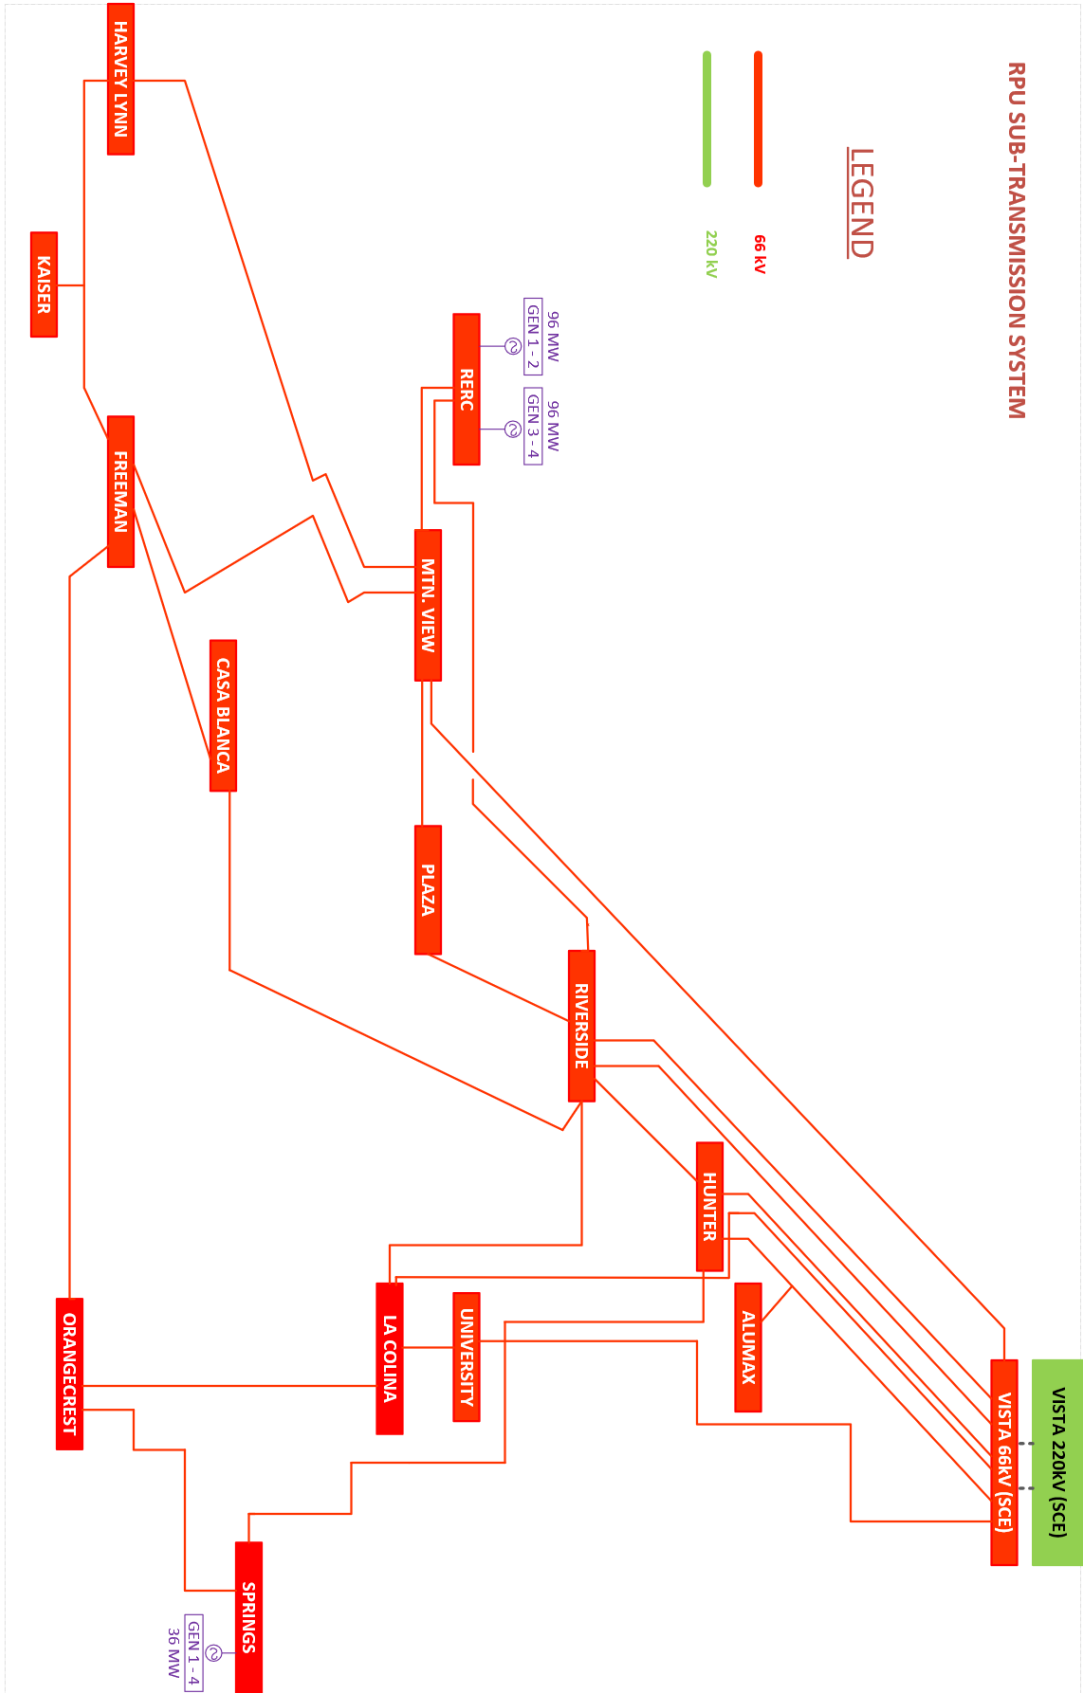 RPU SUB-TRANSMISSION SYSTEM
LEGEND
66 kV
220 kV
VISTA 220kV (SCE)
VISTA 66kV (SCE)
ALUMAX
HUNTER
RIVERSIDE
96 MW
GEN 1 - 2
96 MW
GEN 3 - 4
RERC
UNIVERSITY
MTN. VIEW
PLAZA
LA COLINA
CASA BLANCA
SPRINGS
GEN 1 - 4
36 MW
HARVEY LYNN
FREEMAN
ORANGECREST
KAISER